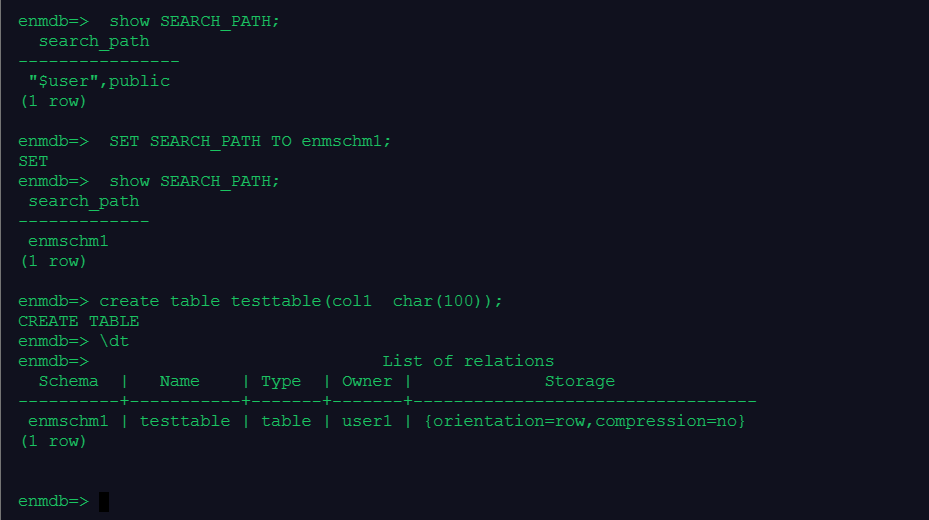 enmdb=>  show SEARCH_PATH;
  search_path
----------------
 "$user",public
(1 row)
enmdb=>  SET SEARCH_PATH TO enmschm1;
SET
enmdb=>  show SEARCH_PATH;
 search_path
-------------
 enmschm1
(1 row)
enmdb=> create table testtable(col1  char(100));
CREATE TABLE
enmdb=> \dt
enmdb=>                             List of relations
  Schema  |   Name    | Type  | Owner |             Storage
----------+-----------+-------+-------+----------------------------------
 enmschm1 | testtable | table | user1 | {orientation=row,compression=no}
(1 row)
enmdb=>